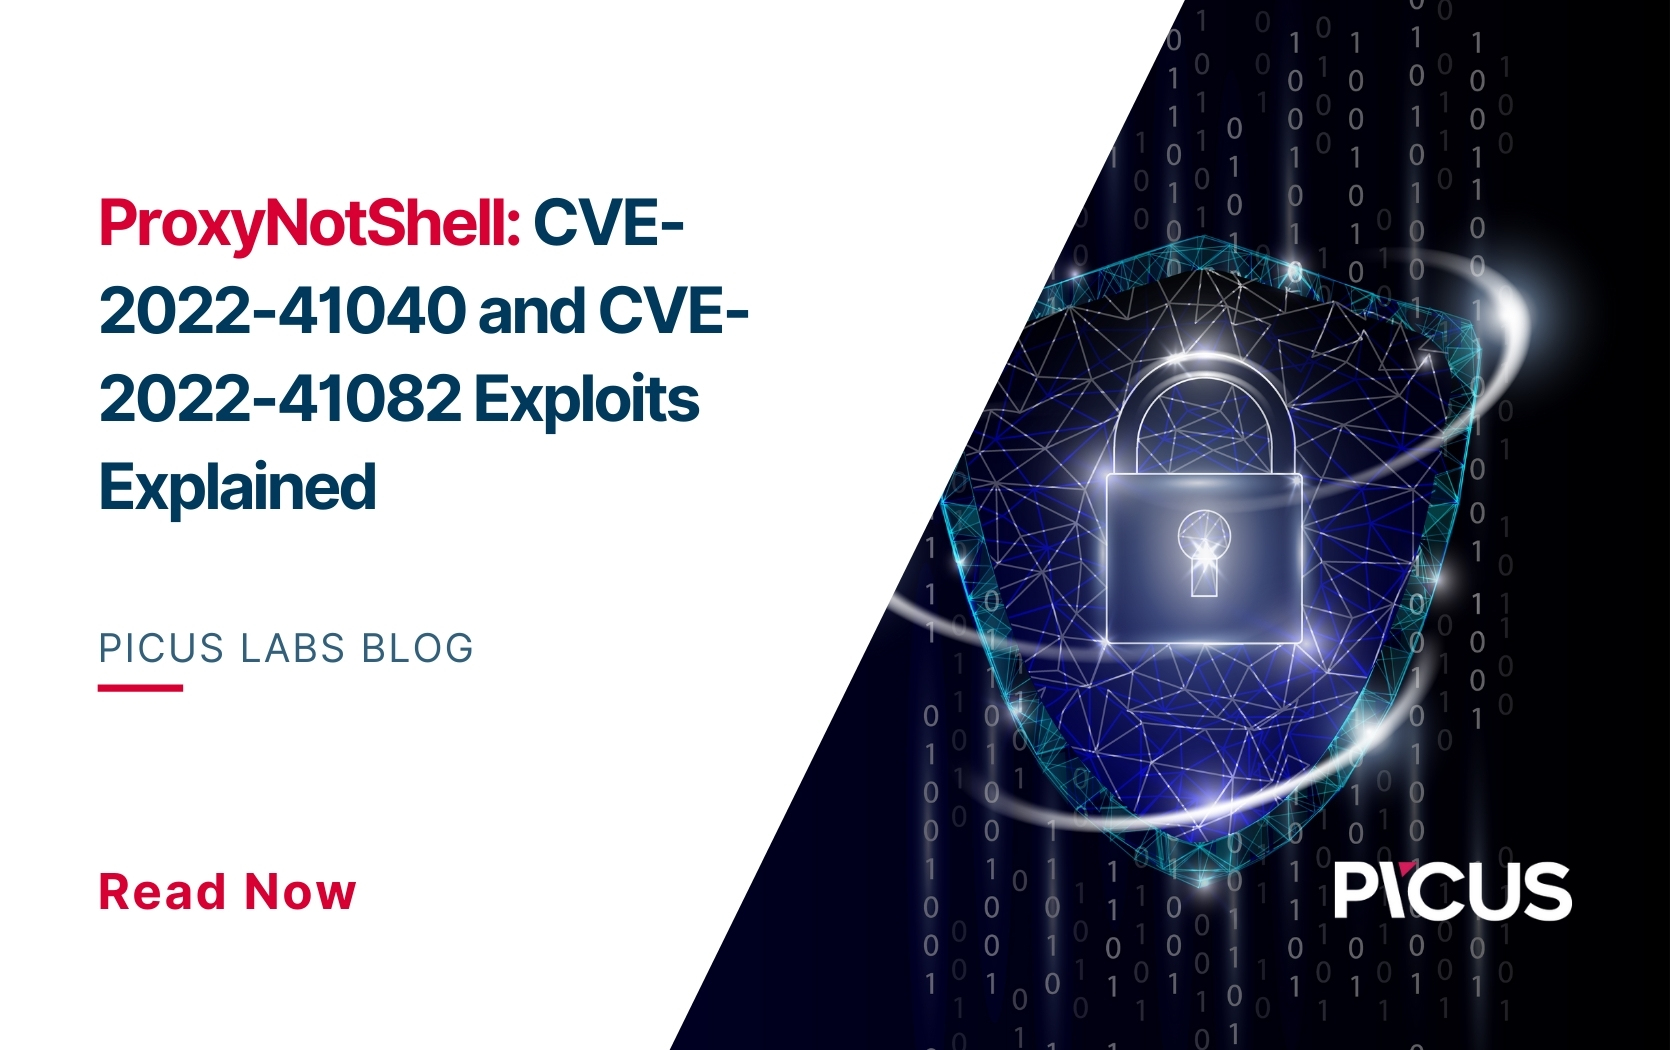 ProxyNotShell: CVE-
2022-41040 and CVE-
2022-41082 Exploits
Explained
PICUS LABS BLOG
Read Now
PICUS